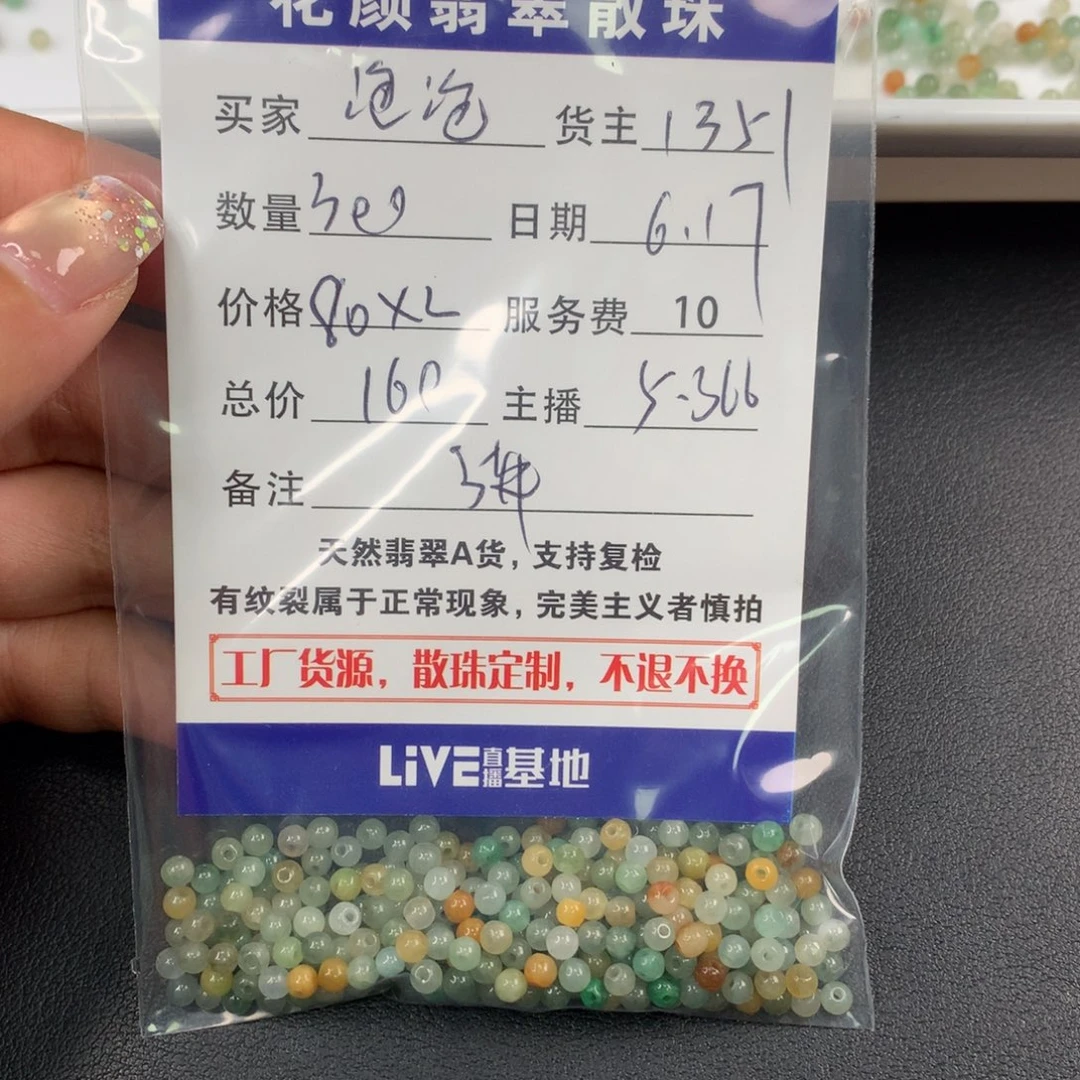 花颜翡翠散珠
买家 泡泡 货主 1351
数量 300 日期 6.17
价格 80X2 服务费 10
总价 160 主播 5-366
备注
天然翡翠A货，支持复检
有纹裂属于正常现象，完美主义者慎拍
工厂货源，散珠定制，不退不换
LiVE直播基地